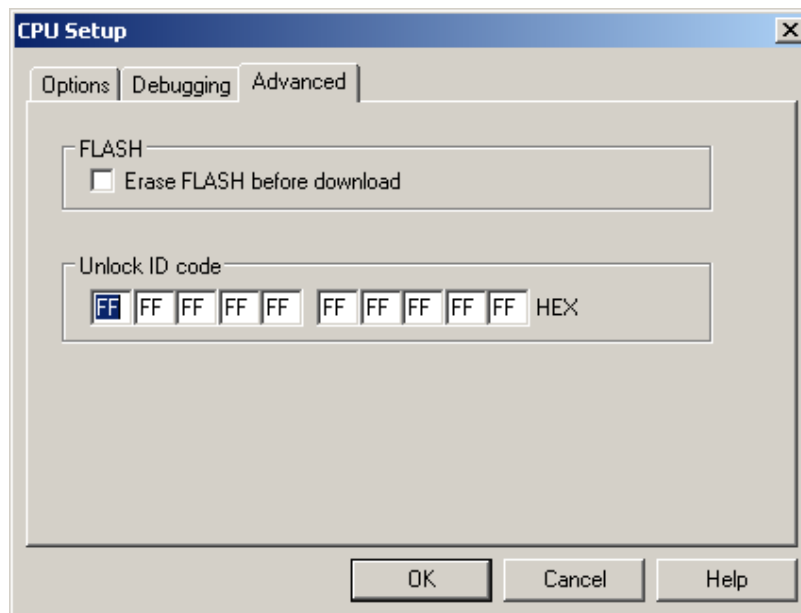 CPU Setup
Options Debugging Advanced
FLASH
Erase FLASH before download
Unlock ID code
FF FF FF FF FF FF FF FF FF FF HEX
OK Cancel Help